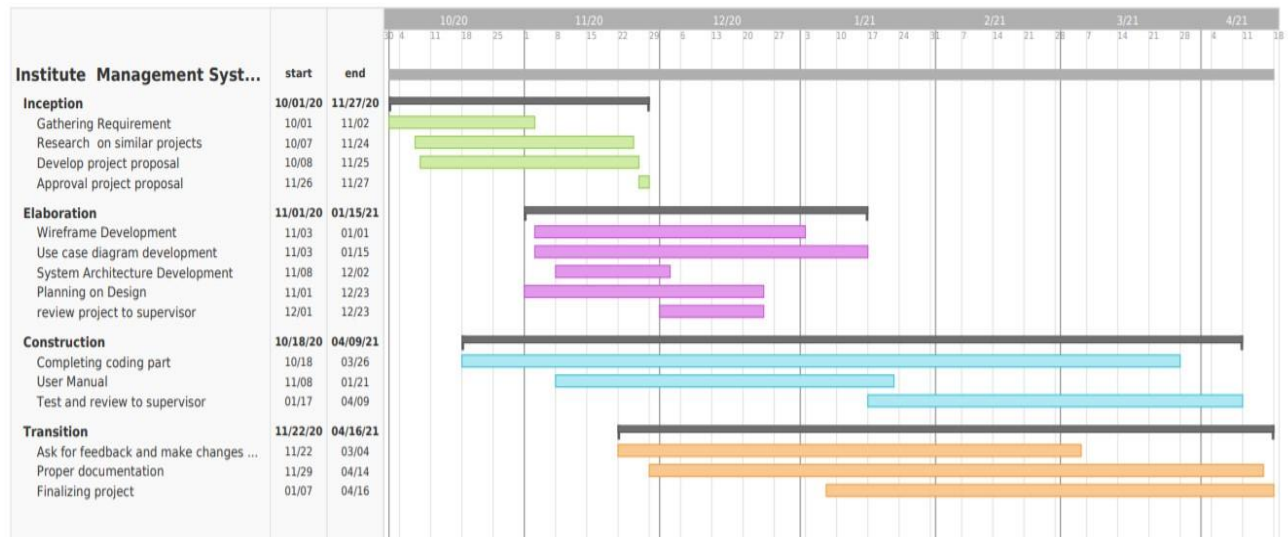 10/20 11/20 12/20 1/21 2/21 3/21 4/21
30 4 11 18 25 1 8 15 22 29 6 13 20 27 3 10 17 24 31 7 14 21 28 7 14 21 28 4 11 18
Institute Management Syst... start end
Inception 10/01/20 11/27/20
Gathering Requirement 10/01 11/02
Research on similar projects 10/07 11/24
Develop project proposal 10/08 11/25
Approval project proposal 11/26 11/27
Elaboration 11/01/20 01/15/21
Wireframe Development 11/03 01/01
Use case diagram development 11/03 01/15
System Architecture Development 11/08 12/02
Planning on Design 11/01 12/23
review project to supervisor 12/01 12/23
Construction 10/18/20 04/09/21
Completing coding part 10/18 03/26
User Manual 11/08 01/21
Test and review to supervisor 01/17 04/09
Transition 11/22/20 04/16/21
Ask for feedback and make changes ... 11/22 03/04
Proper documentation 11/29 04/14
Finalizing project 01/07 04/16